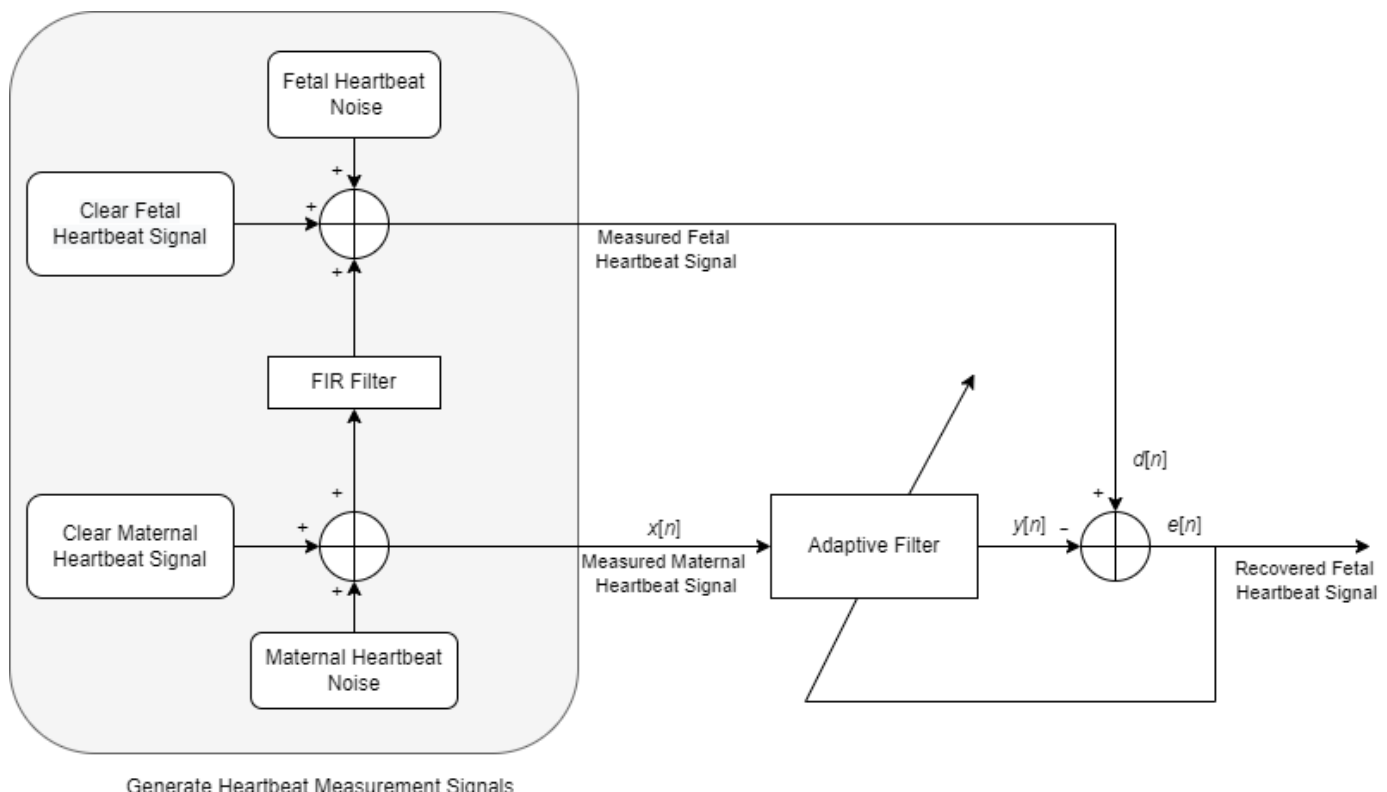 Fetal Heartbeat
Noise
+
Clear Fetal
Heartbeat Signal
+
+
Measured Fetal
Heartbeat Signal
FIR Filter
d[n]
+
Clear Maternal
Heartbeat Signal
+
+
+
x[n]
Measured Maternal
Heartbeat Signal
Adaptive Filter
y[n]
-
+
e[n]
Recovered Fetal
Heartbeat Signal
Maternal Heartbeat
Noise
Generate Heartbeat Measurement Signals